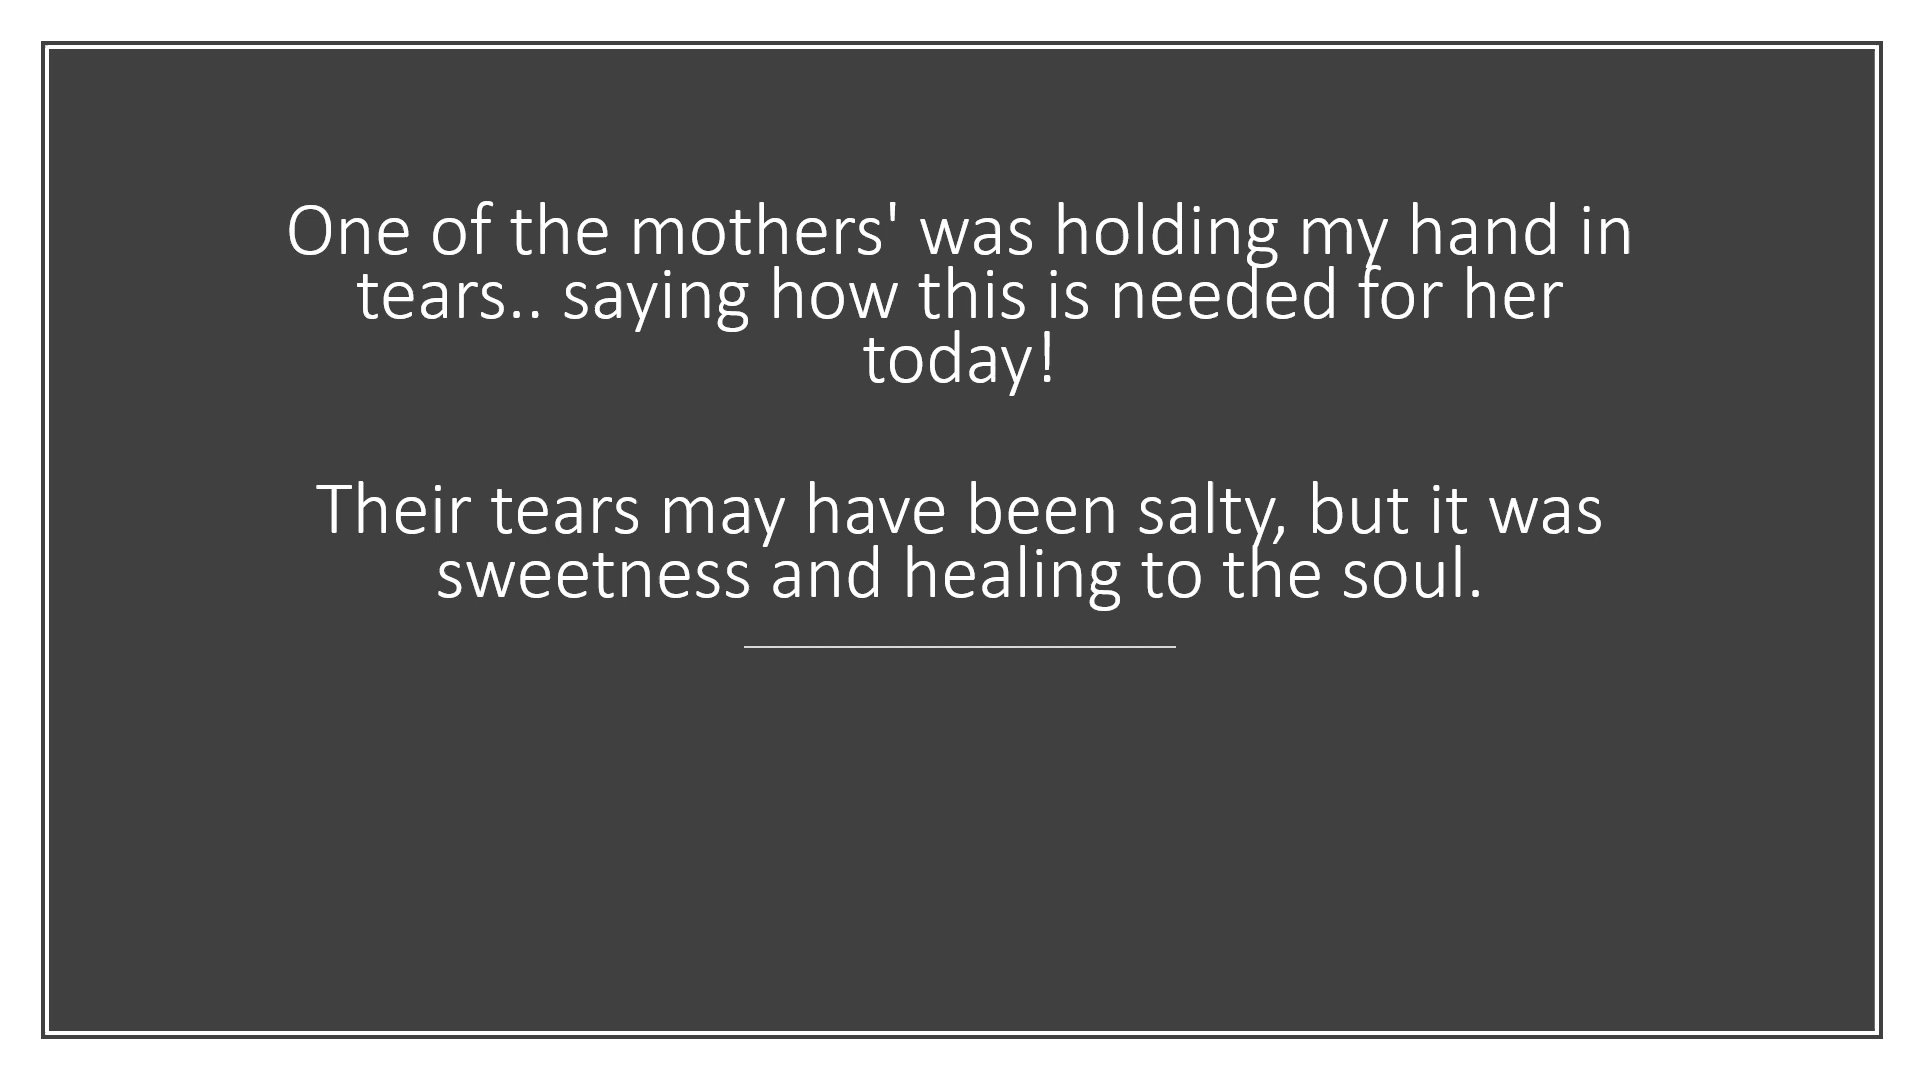 One of the mothers' was holding my hand in
tears.. saying how this is needed for her
today!
Their tears may have been salty, but it was
sweetness and healing to the soul.